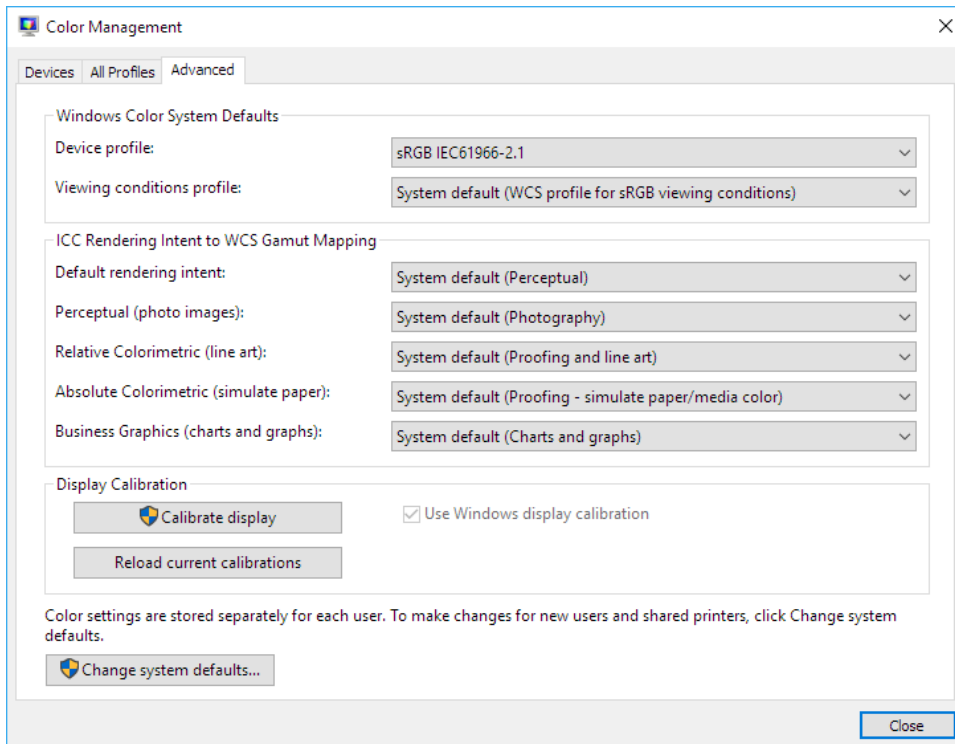 Color Management
Devices All Profiles Advanced
Windows Color System Defaults
Device profile: sRGB IEC61966-2.1
Viewing conditions profile: System default (WCS profile for sRGB viewing conditions)
ICC Rendering Intent to WCS Gamut Mapping
Default rendering intent: System default (Perceptual)
Perceptual (photo images): System default (Photography)
Relative Colorimetric (line art): System default (Proofing and line art)
Absolute Colorimetric (simulate paper): System default (Proofing - simulate paper/media color)
Business Graphics (charts and graphs): System default (Charts and graphs)
Display Calibration
Calibrate display Use Windows display calibration
Reload current calibrations
Color settings are stored separately for each user. To make changes for new users and shared printers, click Change system
defaults.
Change system defaults...
Close